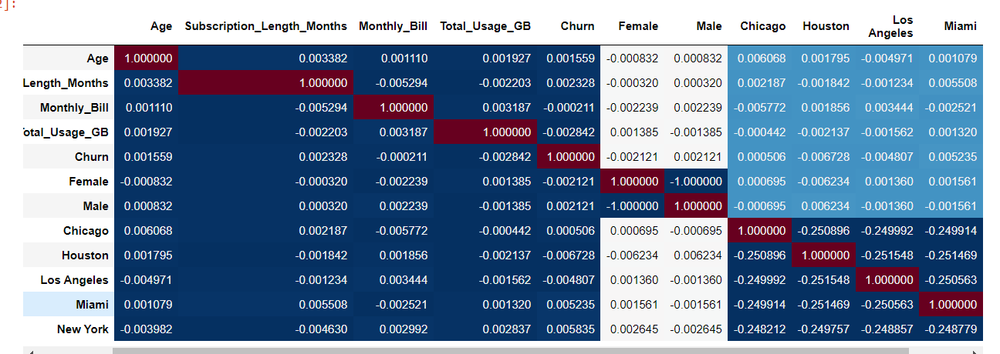 2]:
Age Subscription_Length_Months Monthly_Bill Total_Usage_GB Churn Female Male Chicago Houston Los Angeles Miami
Age 1.000000 0.003382 0.001110 0.001927 0.001559 -0.000832 0.000832 0.006068 0.001795 -0.004971 0.001079
Length_Months 0.003382 1.000000 -0.005294 -0.002203 0.002328 -0.000320 0.000320 0.002187 -0.001842 -0.001234 0.005508
Monthly_Bill 0.001110 -0.005294 1.000000 0.003187 -0.000211 -0.002239 0.002239 -0.005772 0.001856 0.003444 -0.002521
Total_Usage_GB 0.001927 -0.002203 0.003187 1.000000 -0.002842 0.001385 -0.001385 -0.000442 -0.002137 -0.001562 0.001320
Churn 0.001559 0.002328 -0.000211 -0.002842 1.000000 -0.002121 0.002121 0.000506 -0.006728 -0.004807 0.005235
Female -0.000832 -0.000320 -0.002239 0.001385 -0.002121 1.000000 -1.000000 0.000695 -0.006234 0.001360 0.001561
Male 0.000832 0.000320 0.002239 -0.001385 0.002121 -1.000000 1.000000 -0.000695 0.006234 -0.001360 -0.001561
Chicago 0.006068 0.002187 -0.005772 -0.000442 0.000506 0.000695 -0.000695 1.000000 -0.250896 -0.249992 -0.249914
Houston 0.001795 -0.001842 0.001856 -0.002137 -0.006728 -0.006234 0.006234 -0.250896 1.000000 -0.251548 -0.251469
Los Angeles -0.004971 -0.001234 0.003444 -0.001562 -0.004807 0.001360 -0.001360 -0.249992 -0.251548 1.000000 -0.250563
Miami 0.001079 0.005508 -0.002521 0.001320 0.005235 0.001561 -0.001561 -0.249914 -0.251469 -0.250563 1.000000
New York -0.003982 -0.004630 0.002992 0.002837 0.005835 0.002645 -0.002645 -0.248212 -0.249757 -0.248857 -0.248779